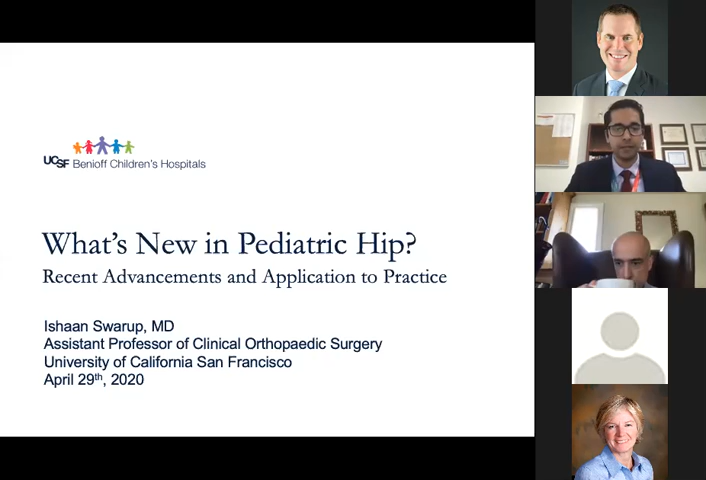 UCSF Benioff Children's Hospitals
What's New in Pediatric Hip?
Recent Advancements and Application to Practice
Ishaan Swarup, MD
Assistant Professor of Clinical Orthopaedic Surgery
University of California San Francisco
April 29th, 2020